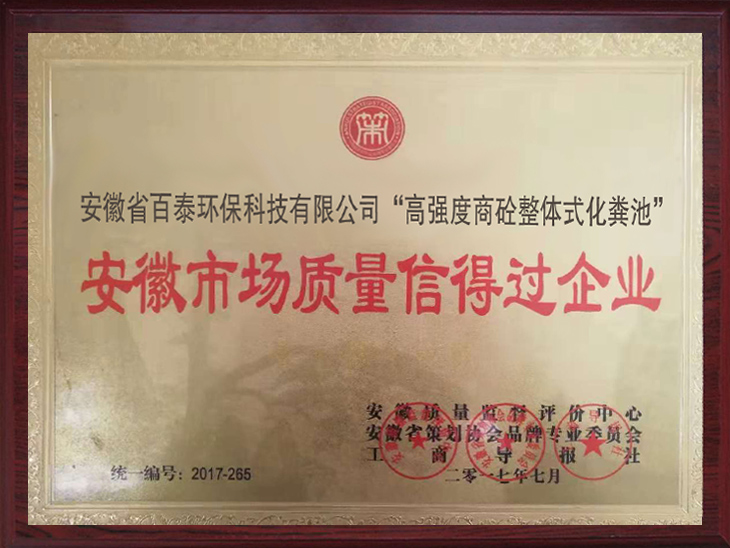 安徽省百泰环保科技有限公司“高强度商砼整体式化粪池”
安徽市场质量信得过企业
安徽质量监督评价中心
安徽省策划协会品牌专业委员会
工商导报社
统一编号：2017-265
二〇一七年七月